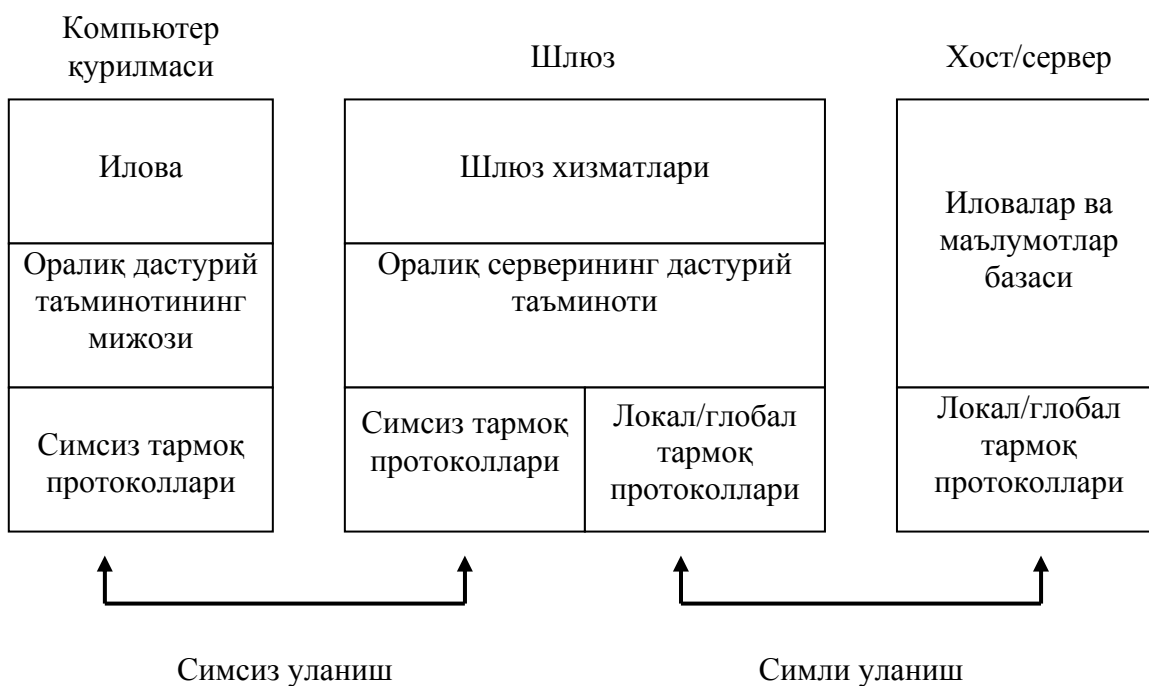 Компьютер
қурилмаси
Шлюз
Хост/сервер
Илова
Шлюз хизматлари
Иловалар ва
маълумотлар
базаси
Оралиқ дастурий
таъминотининг
мижози
Оралиқ серверининг дастурий
таъминоти
Симсиз тармоқ
протоколлари
Симсиз тармоқ
протоколлари
Локал/глобал
тармоқ
протоколлари
Локал/глобал
тармоқ
протоколлари
Симсиз уланиш
Симли уланиш